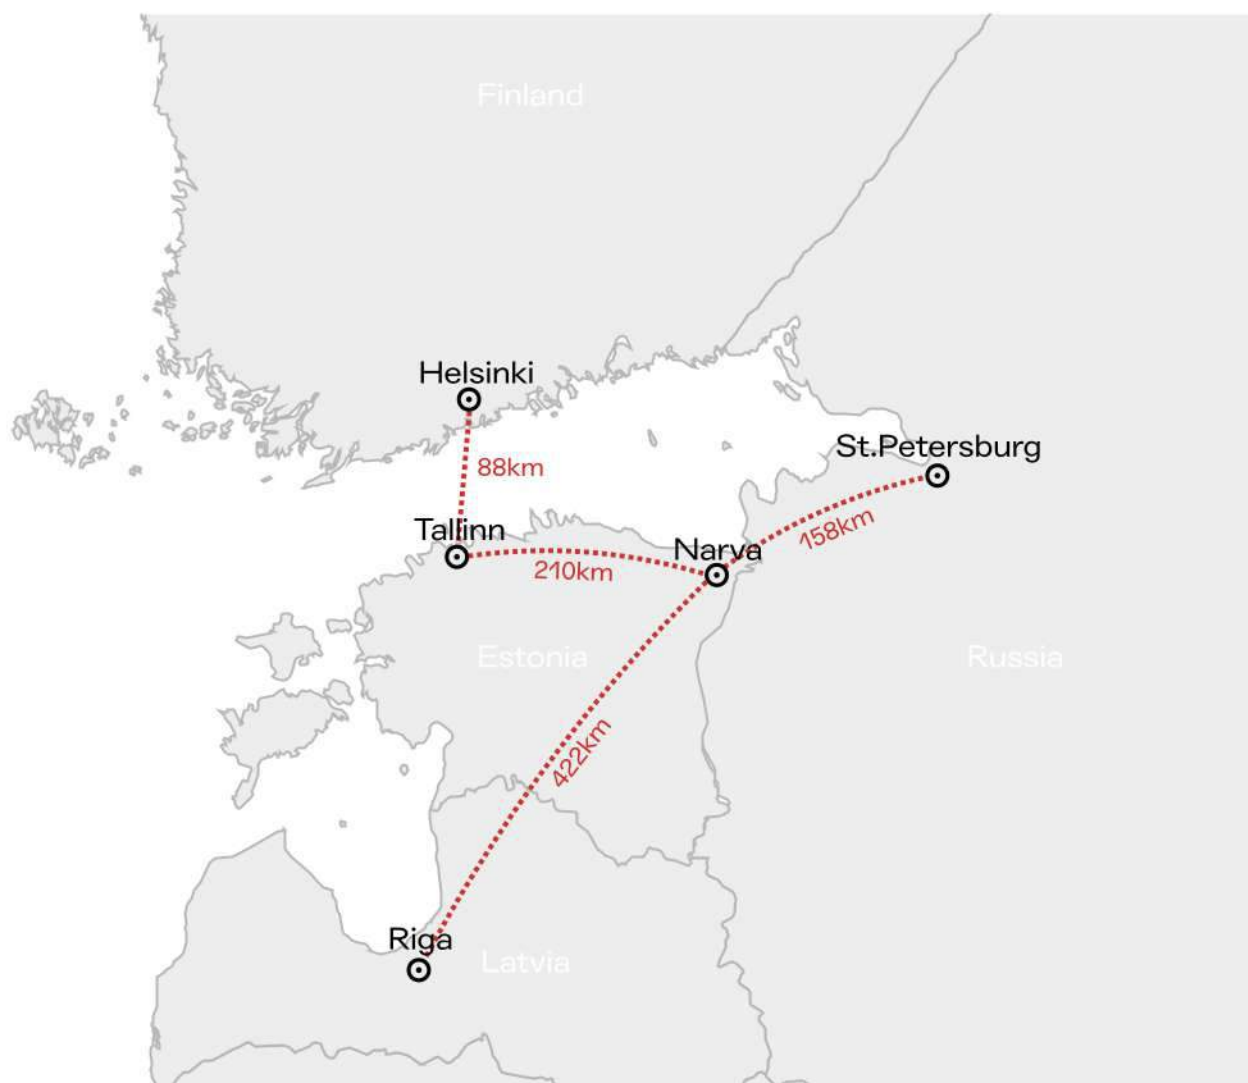 Finland
Helsinki
88km
St.Petersburg
158km
Tallinn
Narva
210km
Estonia
Russia
422km
Riga
Latvia